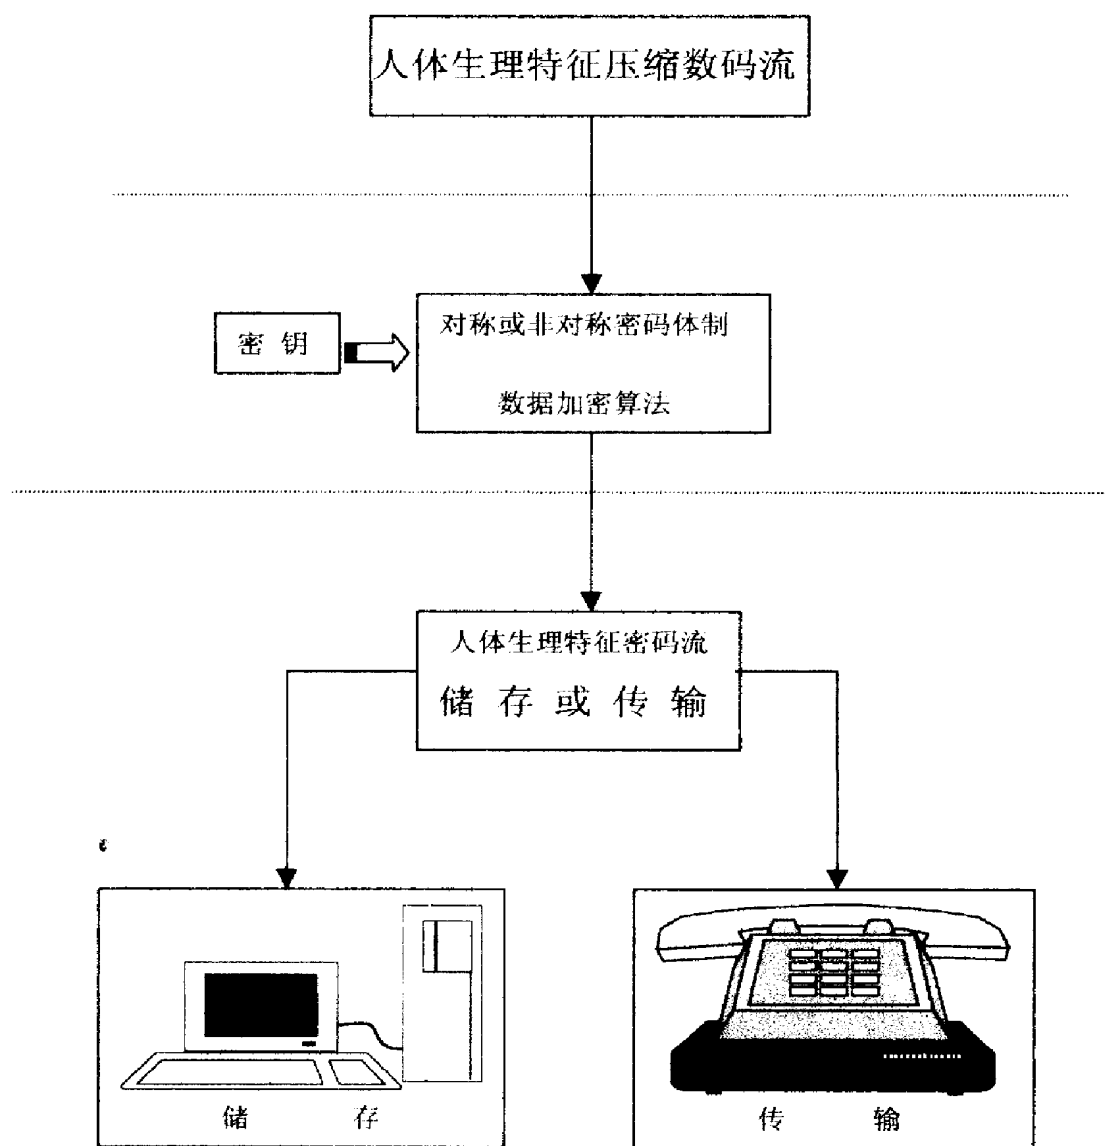 人体生理特征压缩数码流
密 钥
对称或非对称密码体制
数据加密算法
人体生理特征密码流
储 存 或 传 输
储 存
传 输